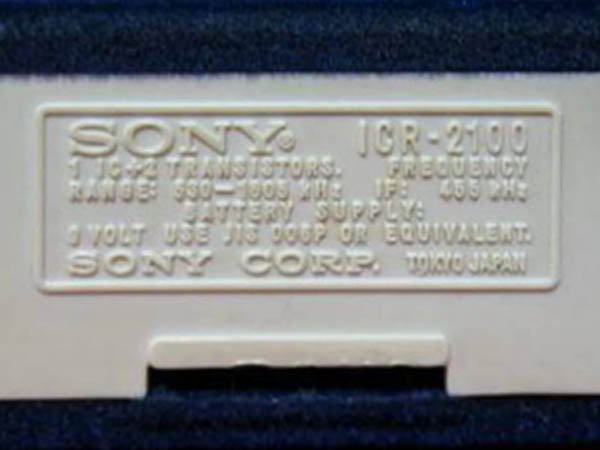 SONY® ICR-2100
1 IC+2 TRANSISTORS. FREQUENCY
RANGE: 530—1605 kHz IF: 455 kHz
BATTERY SUPPLY:
9 VOLT USE JIS 006P OR EQUIVALENT.
SONY CORP. TOKYO JAPAN